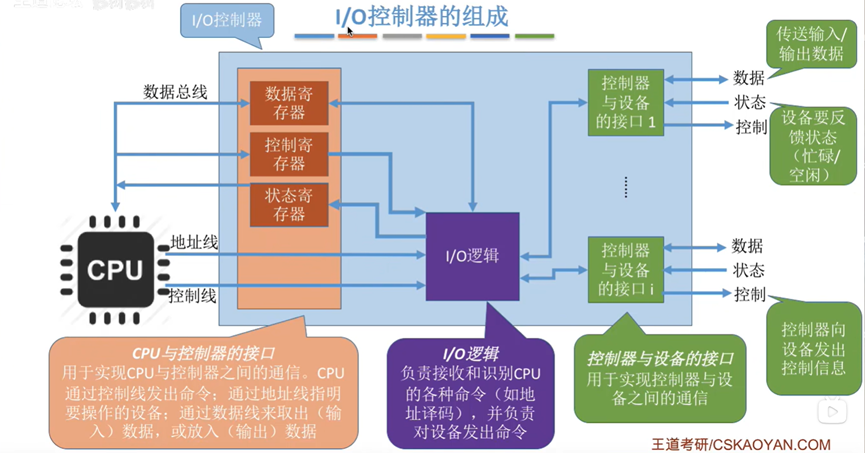 I/O控制器的组成
I/O控制器
数据总线
数据寄
存器
控制寄
存器
状态寄
存器
CPU
地址线
控制线
I/O逻辑
控制器
与设备
的接口 1
数据
状态
控制
……
控制器
与设备
的接口 i
数据
状态
控制
传送输入/
输出数据
设备要反
馈状态
（忙碌/
空闲）
控制器向
设备发出
控制信息
CPU与控制器的接口
用于实现CPU与控制器之间的通信。CPU
通过控制线发出命令；通过地址线指明
要操作的设备；通过数据线来取出（输
入）数据，或放入（输出）数据
I/O逻辑
负责接收和识别CPU
的各种命令（如地
址译码），并负责
对设备发出命令
控制器与设备的接口
用于实现控制器与设
备之间的通信
王道考研/CSKAOYAN.COM